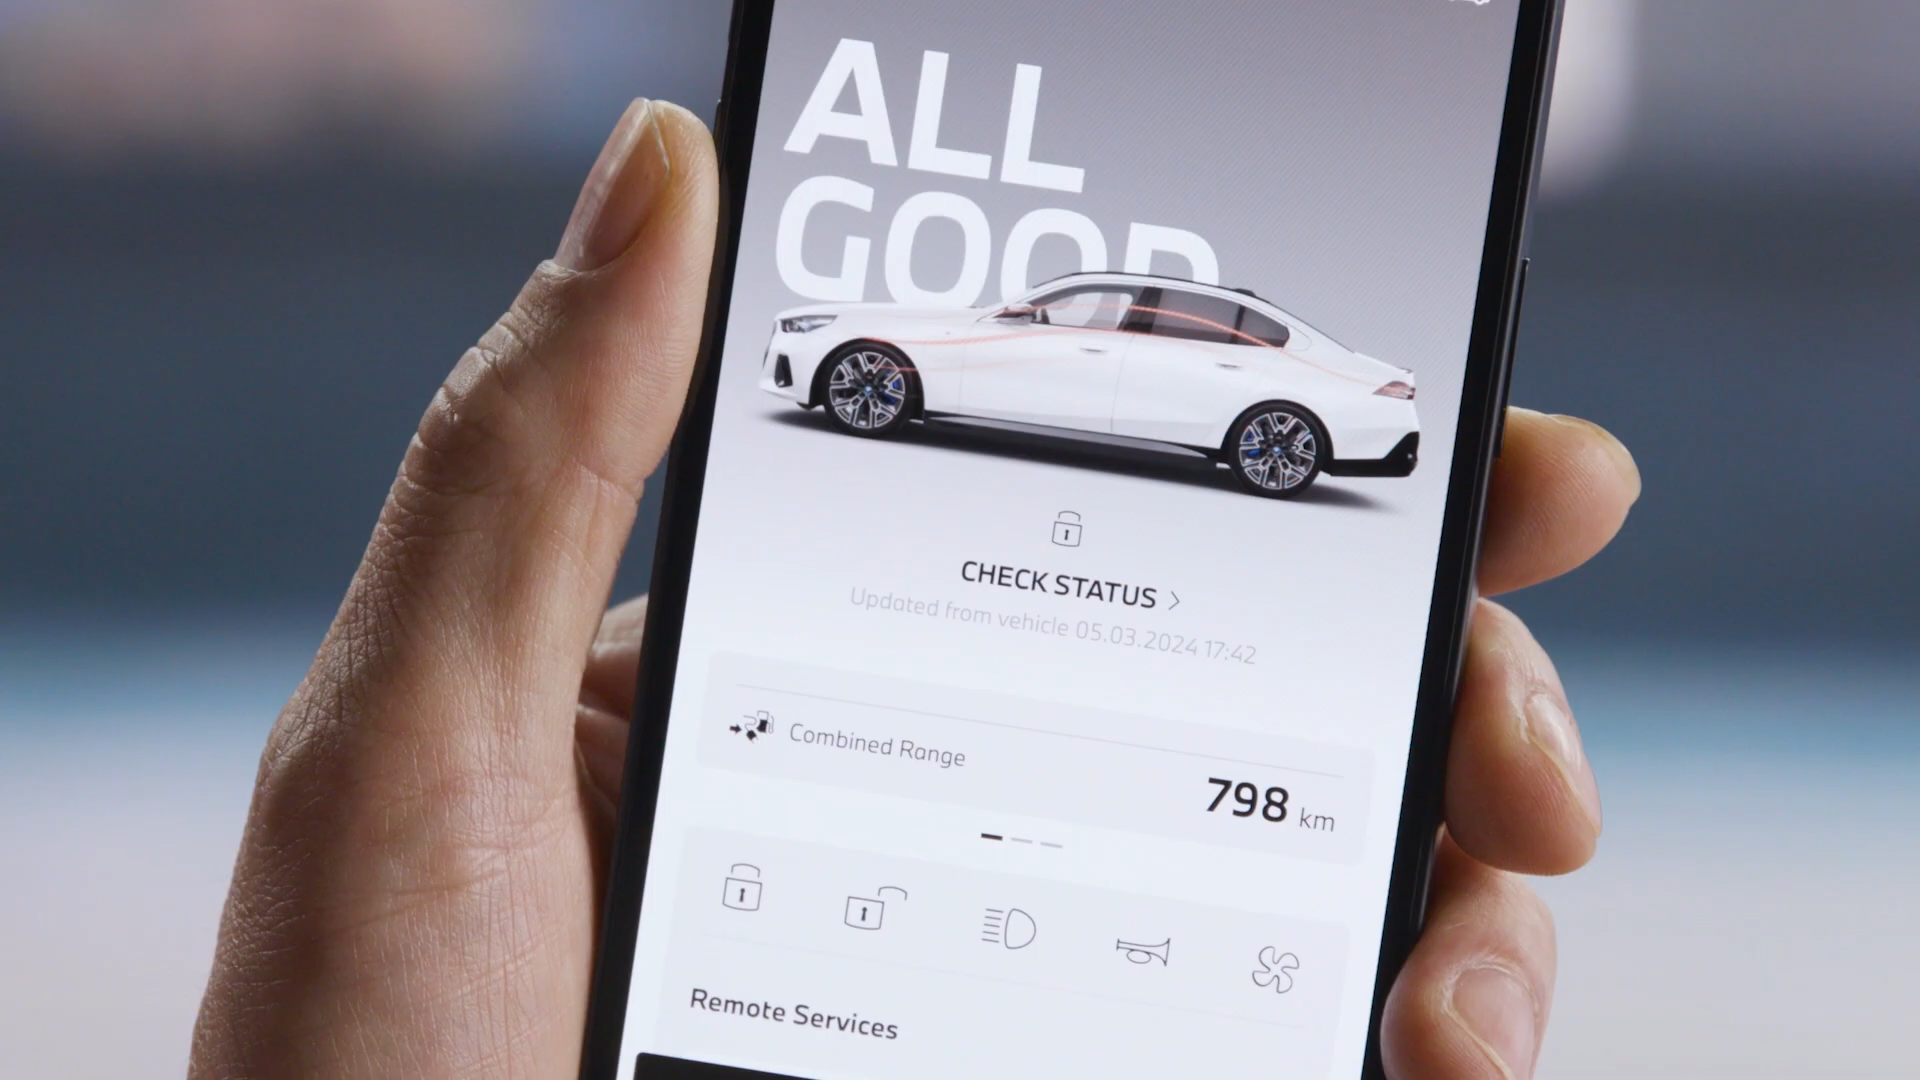 ALL
GOOD
CHECK STATUS
Updated from vehicle 05.03.2024 17:42
Combined Range
798 km
Remote Services